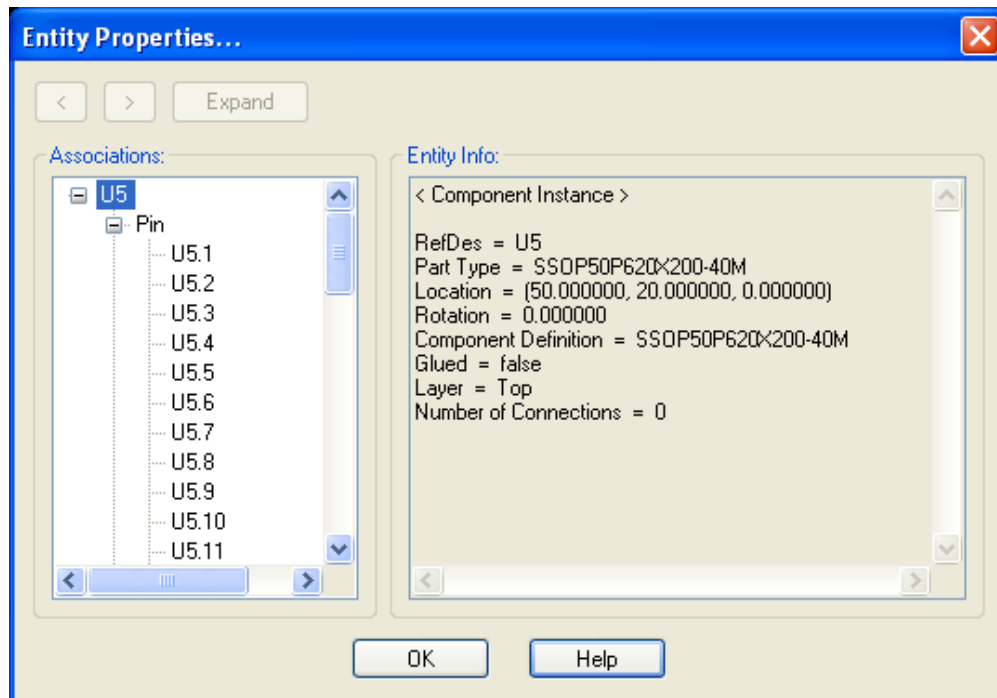 Entity Properties...
< > Expand
Associations:
U5
Pin
U5.1
U5.2
U5.3
U5.4
U5.5
U5.6
U5.7
U5.8
U5.9
U5.10
U5.11
Entity Info:
< Component Instance >
RefDes = U5
Part Type = SSOP50P620X200-40M
Location = (50.000000, 20.000000, 0.000000)
Rotation = 0.000000
Component Definition = SSOP50P620X200-40M
Glued = false
Layer = Top
Number of Connections = 0
OK Help